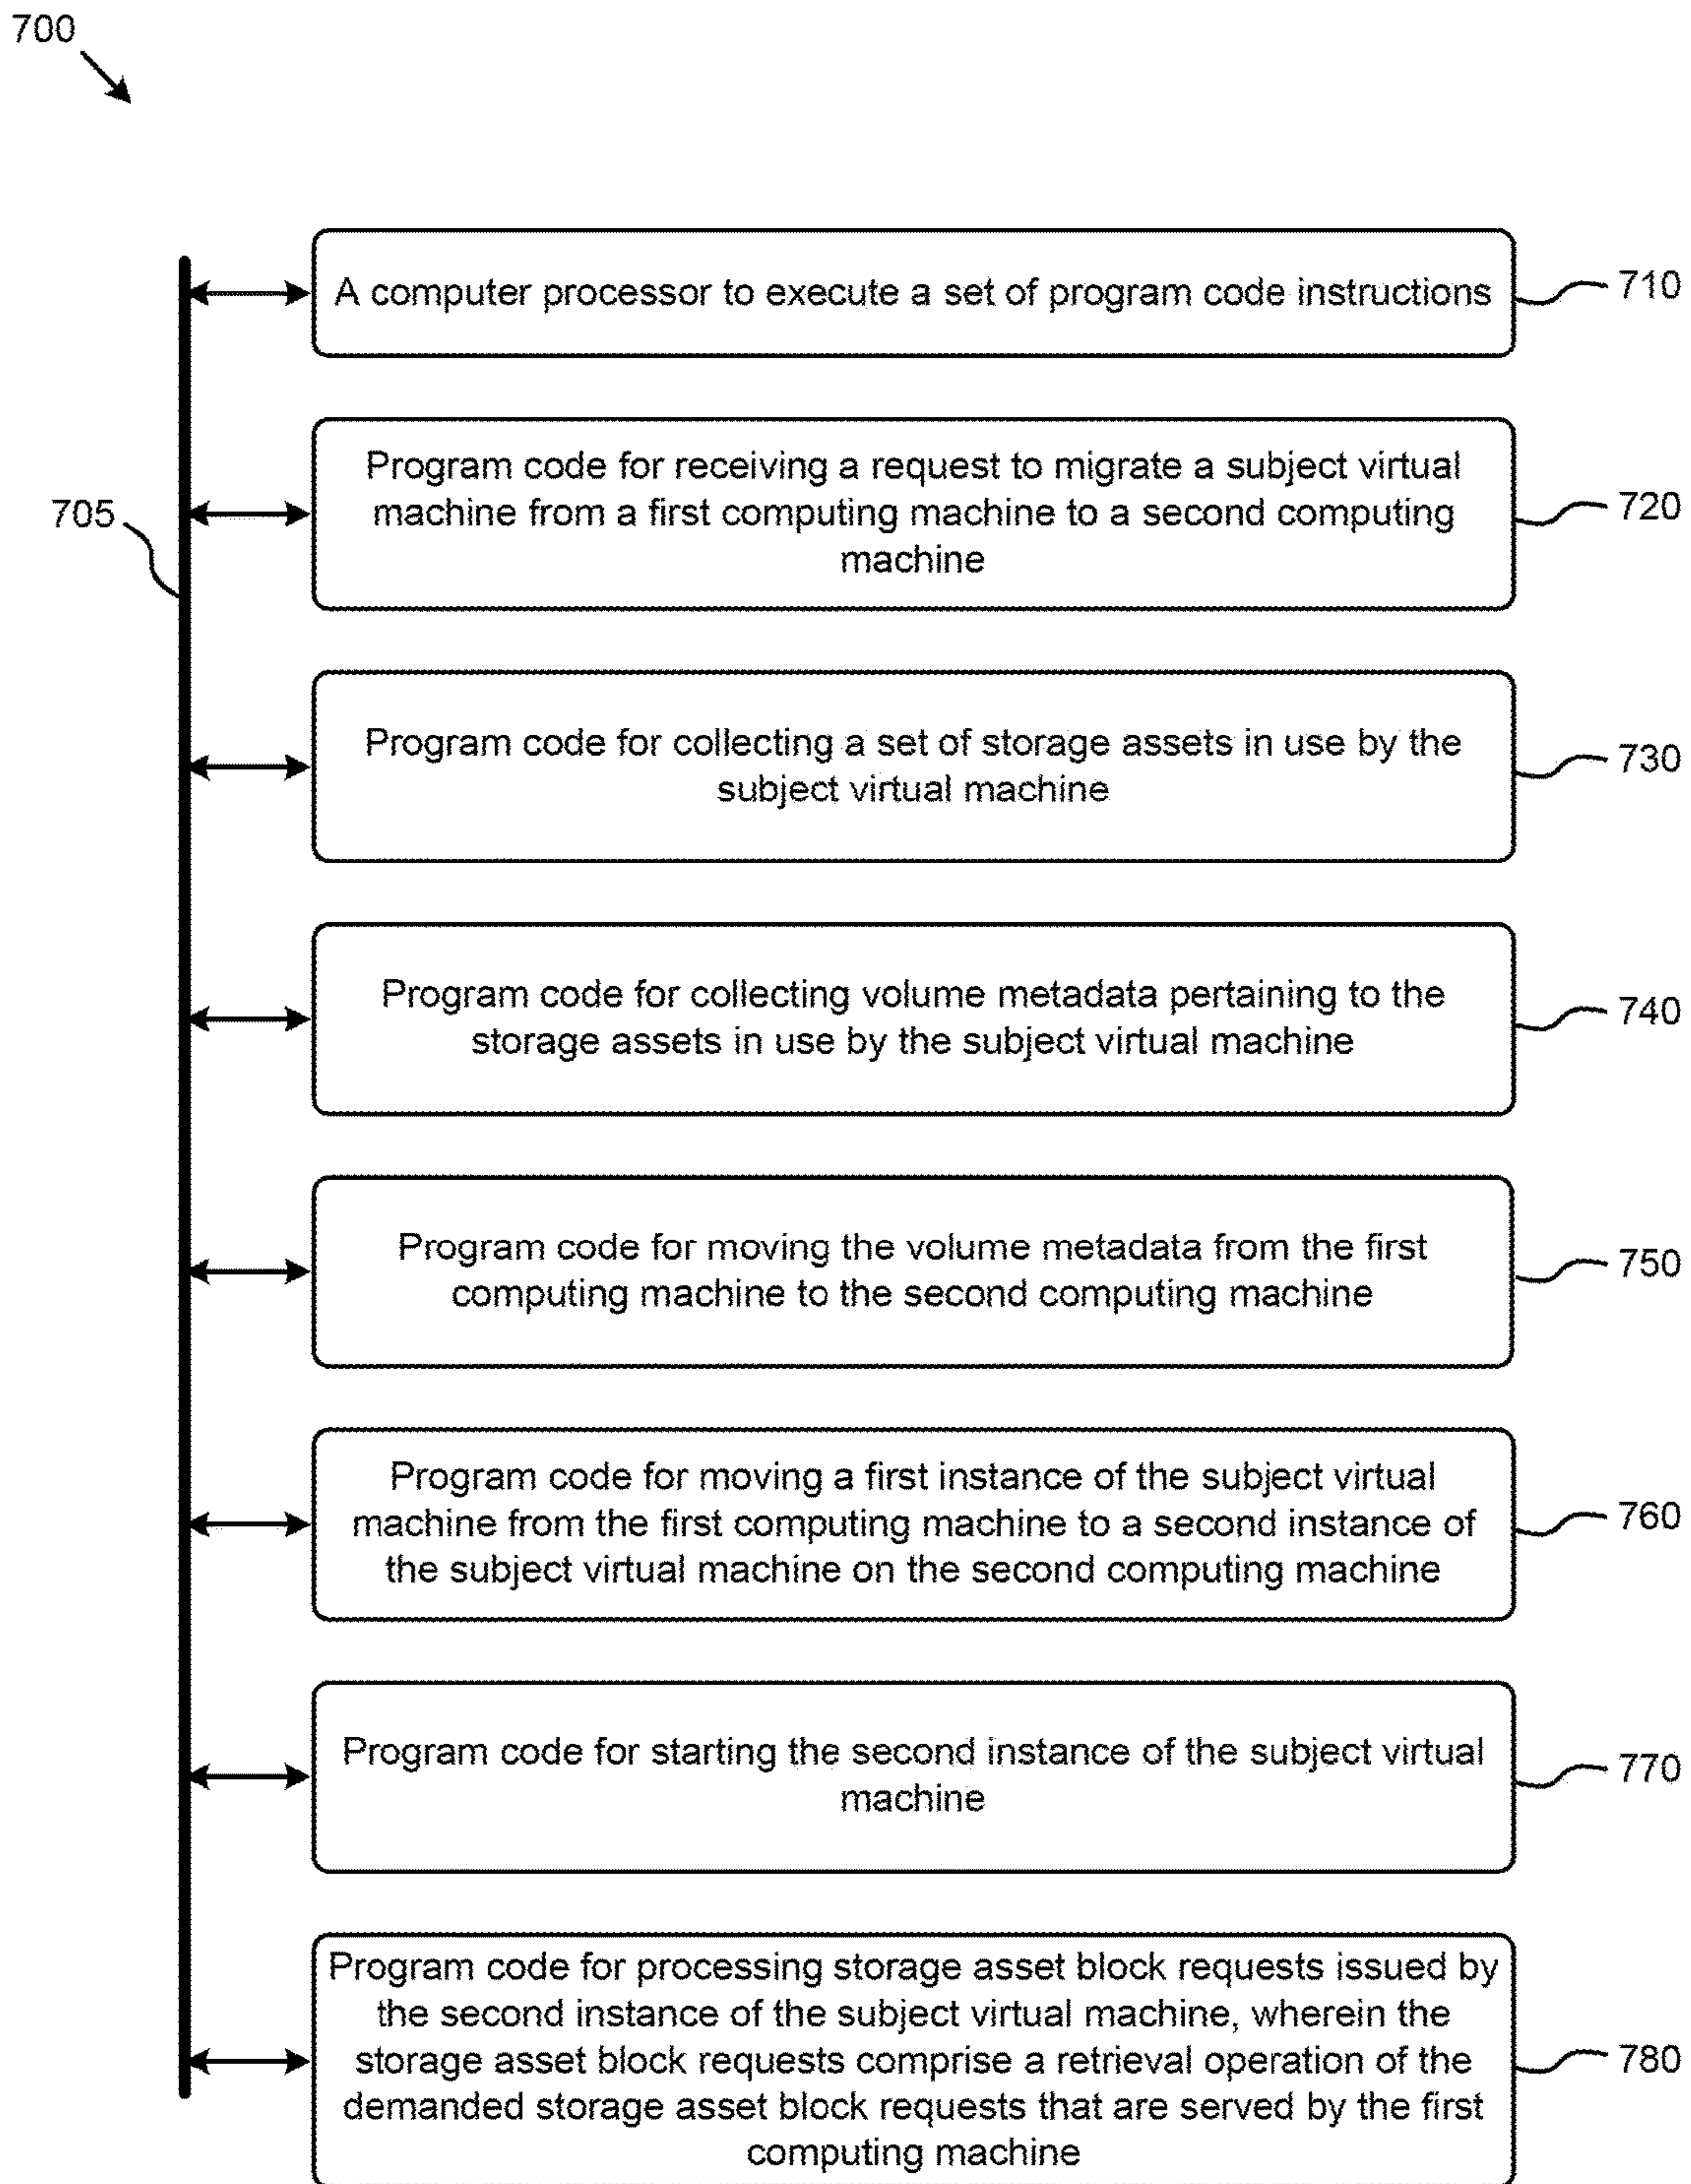 700
A computer processor to execute a set of program code instructions
710
Program code for receiving a request to migrate a subject virtual
machine from a first computing machine to a second computing
machine
720
705
Program code for collecting a set of storage assets in use by the
subject virtual machine
730
Program code for collecting volume metadata pertaining to the
storage assets in use by the subject virtual machine
740
Program code for moving the volume metadata from the first
computing machine to the second computing machine
750
Program code for moving a first instance of the subject virtual
machine from the first computing machine to a second instance of
the subject virtual machine on the second computing machine
760
Program code for starting the second instance of the subject virtual
machine
770
Program code for processing storage asset block requests issued by
the second instance of the subject virtual machine, wherein the
storage asset block requests comprise a retrieval operation of the
demanded storage asset block requests that are served by the first
computing machine
780